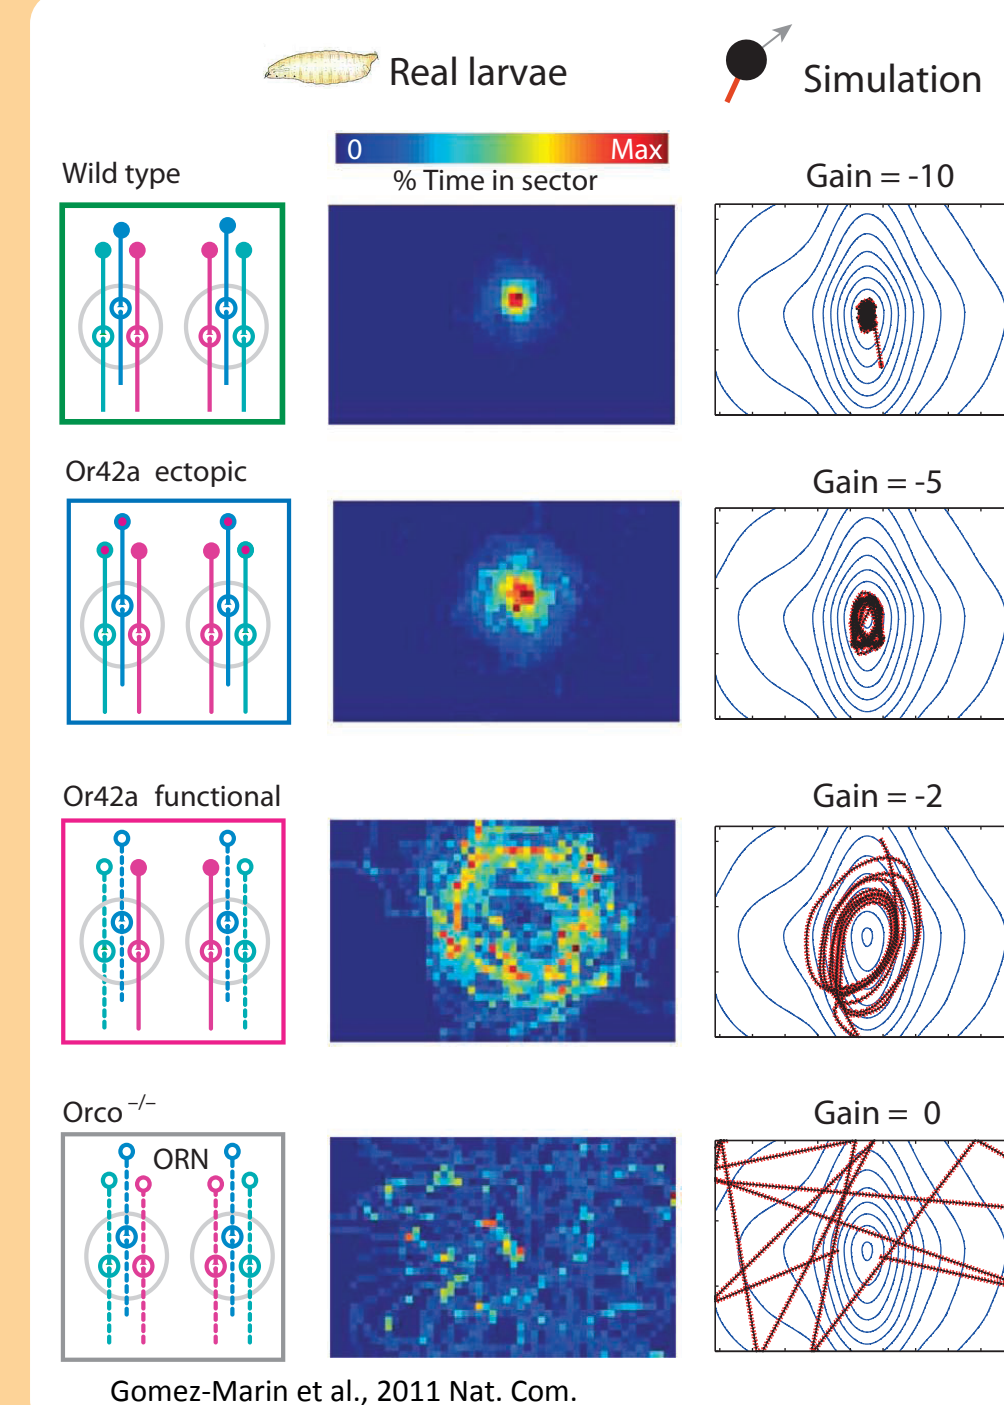 Real larvae
Simulation
0 Max
% Time in sector
Wild type
Gain = -10
Or42a ectopic
Gain = -5
Or42a functional
Gain = -2
Orco –/–
ORN
Gain = 0
Gomez-Marin et al., 2011 Nat. Com.